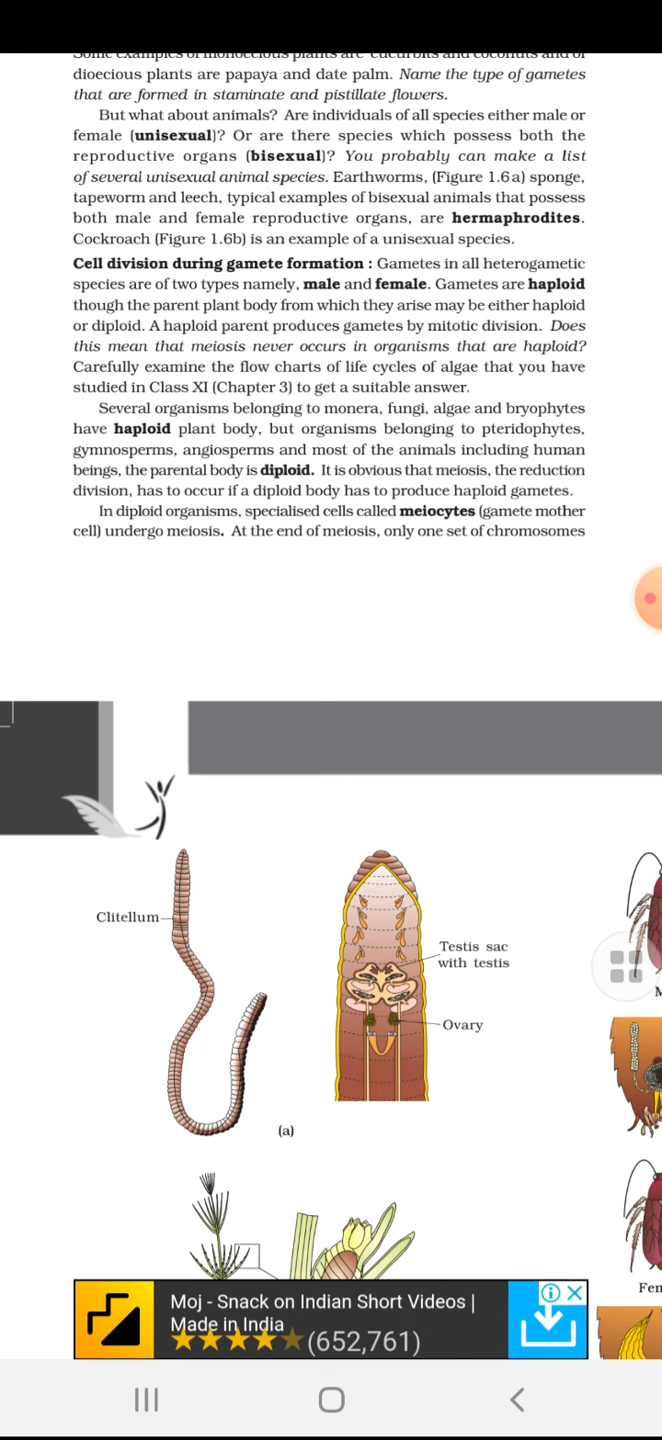 Some examples of monoecious plants are cucurbits and coconuts and of
dioecious plants are papaya and date palm. Name the type of gametes
that are formed in staminate and pistillate flowers.
But what about animals? Are individuals of all species either male or
female (unisexual)? Or are there species which possess both the
reproductive organs (bisexual)? You probably can make a list
of several unisexual animal species. Earthworms, (Figure 1.6a) sponge,
tapeworm and leech, typical examples of bisexual animals that possess
both male and female reproductive organs, are hermaphrodites.
Cockroach (Figure 1.6b) is an example of a unisexual species.
Cell division during gamete formation : Gametes in all heterogametic
species are of two types namely, male and female. Gametes are haploid
though the parent plant body from which they arise may be either haploid
or diploid. A haploid parent produces gametes by mitotic division. Does
this mean that meiosis never occurs in organisms that are haploid?
Carefully examine the flow charts of life cycles of algae that you have
studied in Class XI (Chapter 3) to get a suitable answer.
Several organisms belonging to monera, fungi, algae and bryophytes
have haploid plant body, but organisms belonging to pteridophytes,
gymnosperms, angiosperms and most of the animals including human
beings, the parental body is diploid. It is obvious that meiosis, the reduction
division, has to occur if a diploid body has to produce haploid gametes.
In diploid organisms, specialised cells called meiocytes (gamete mother
cell) undergo meiosis. At the end of meiosis, only one set of chromosomes
Clitellum
Testis sac
with testis
M
Ovary
(a)
Fen
Moj - Snack on Indian Short Videos |
Made in India
(652,761)